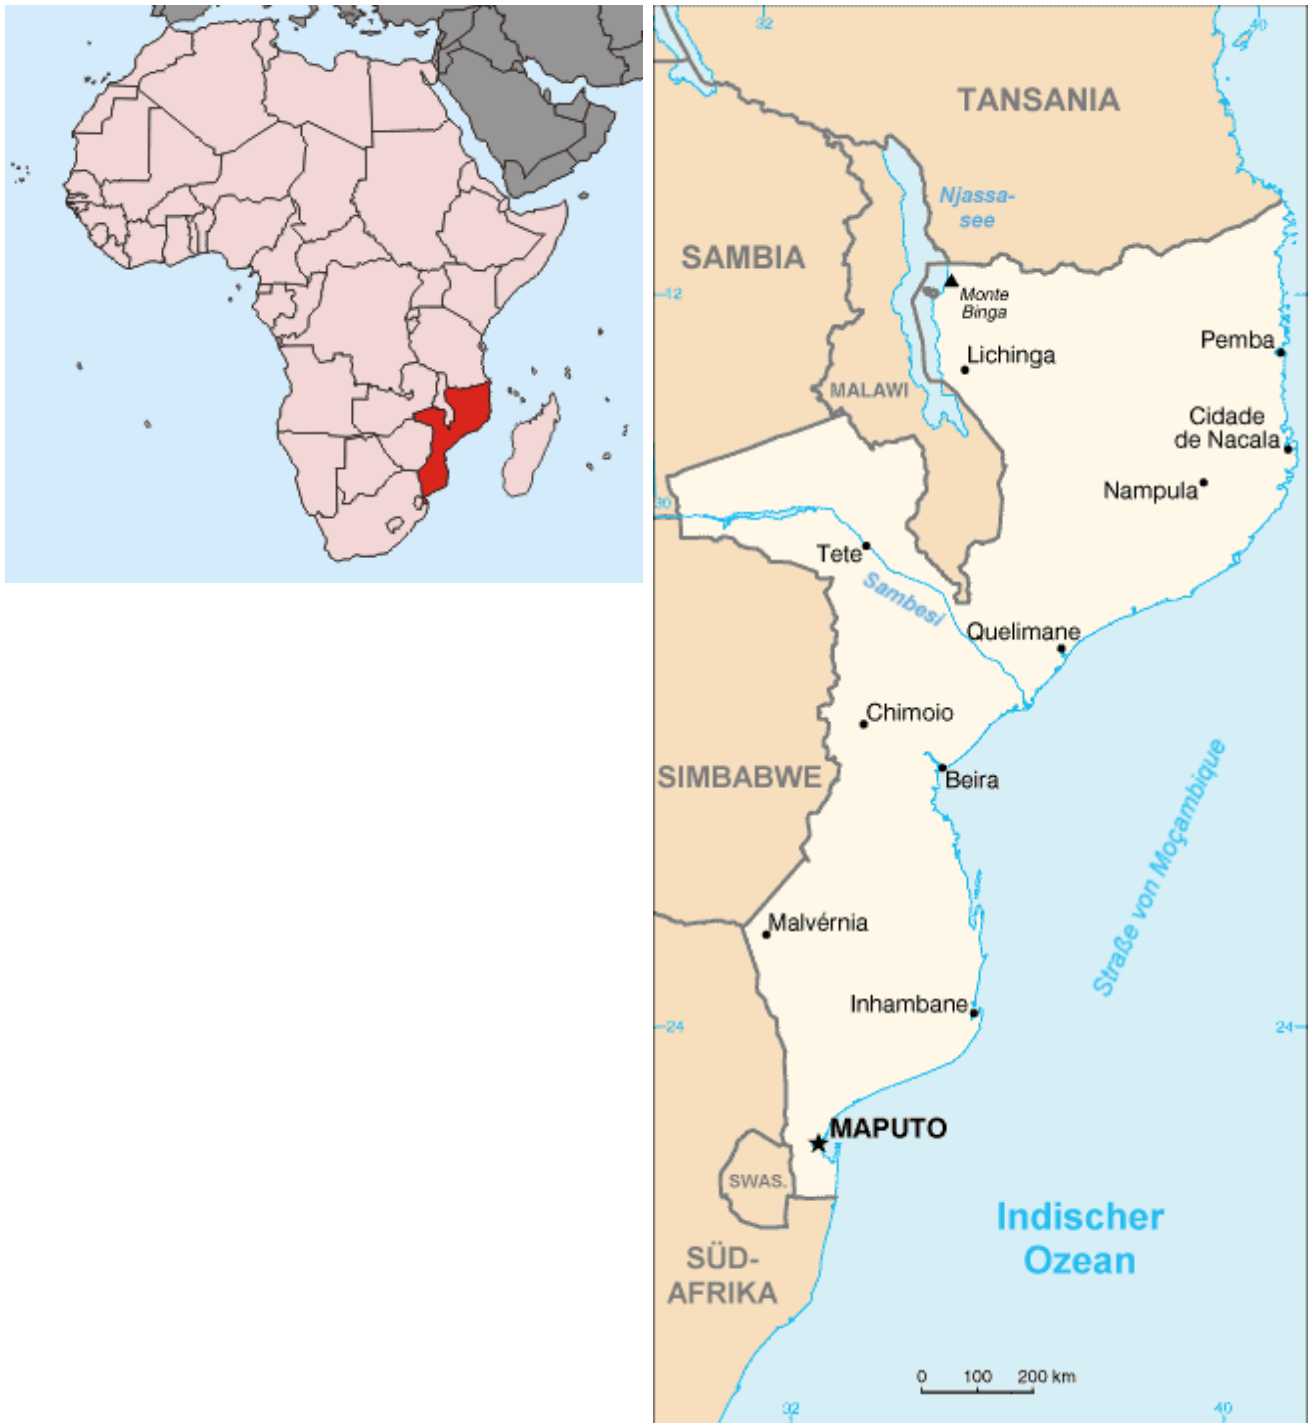 32
40
TANSANIA
Njassa-
see
SAMBIA
12
Monte
Binga
Pemba
Lichinga
MALAWI
Cidade
de Nacala
Nampula
30
Tete
Sambesi
Quelimane
Chimoio
SIMBABWE
Beira
Straße von Moçambique
Malvérnia
Inhambane
24
24
MAPUTO
SWAS.
Indischer
Ozean
SÜD-
AFRIKA
0 100 200 km
32
40